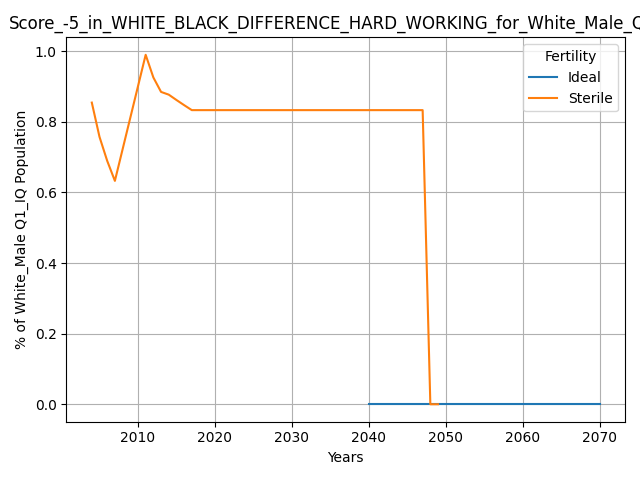 Score_-5_in_WHITE_BLACK_DIFFERENCE_HARD_WORKING_for_White_Male_Q
Fertility
Ideal
Sterile
% of White_Male Q1_IQ Population
1.0
0.8
0.6
0.4
0.2
0.0
2010 2020 2030 2040 2050 2060 2070
Years